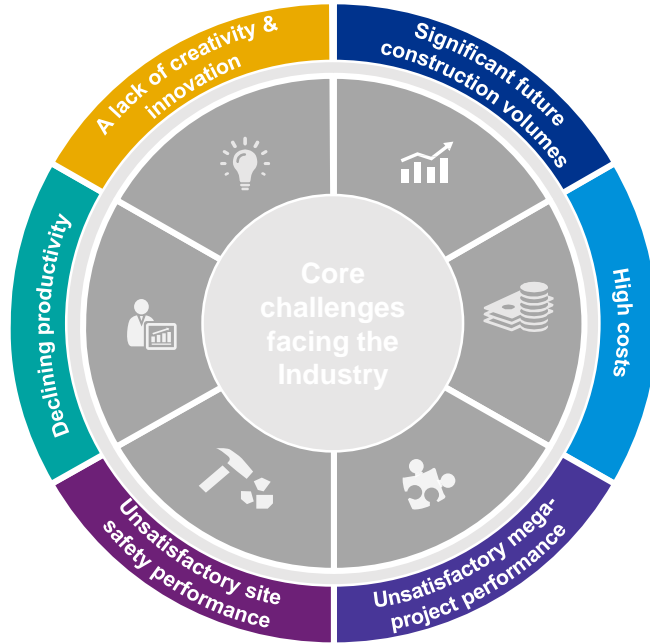 A lack of creativity &
innovation
Significant future
construction volumes
High costs
Unsatisfactory mega-
project performance
Unsatisfactory site
safety performance
Declining productivity
Core
challenges
facing the
Industry